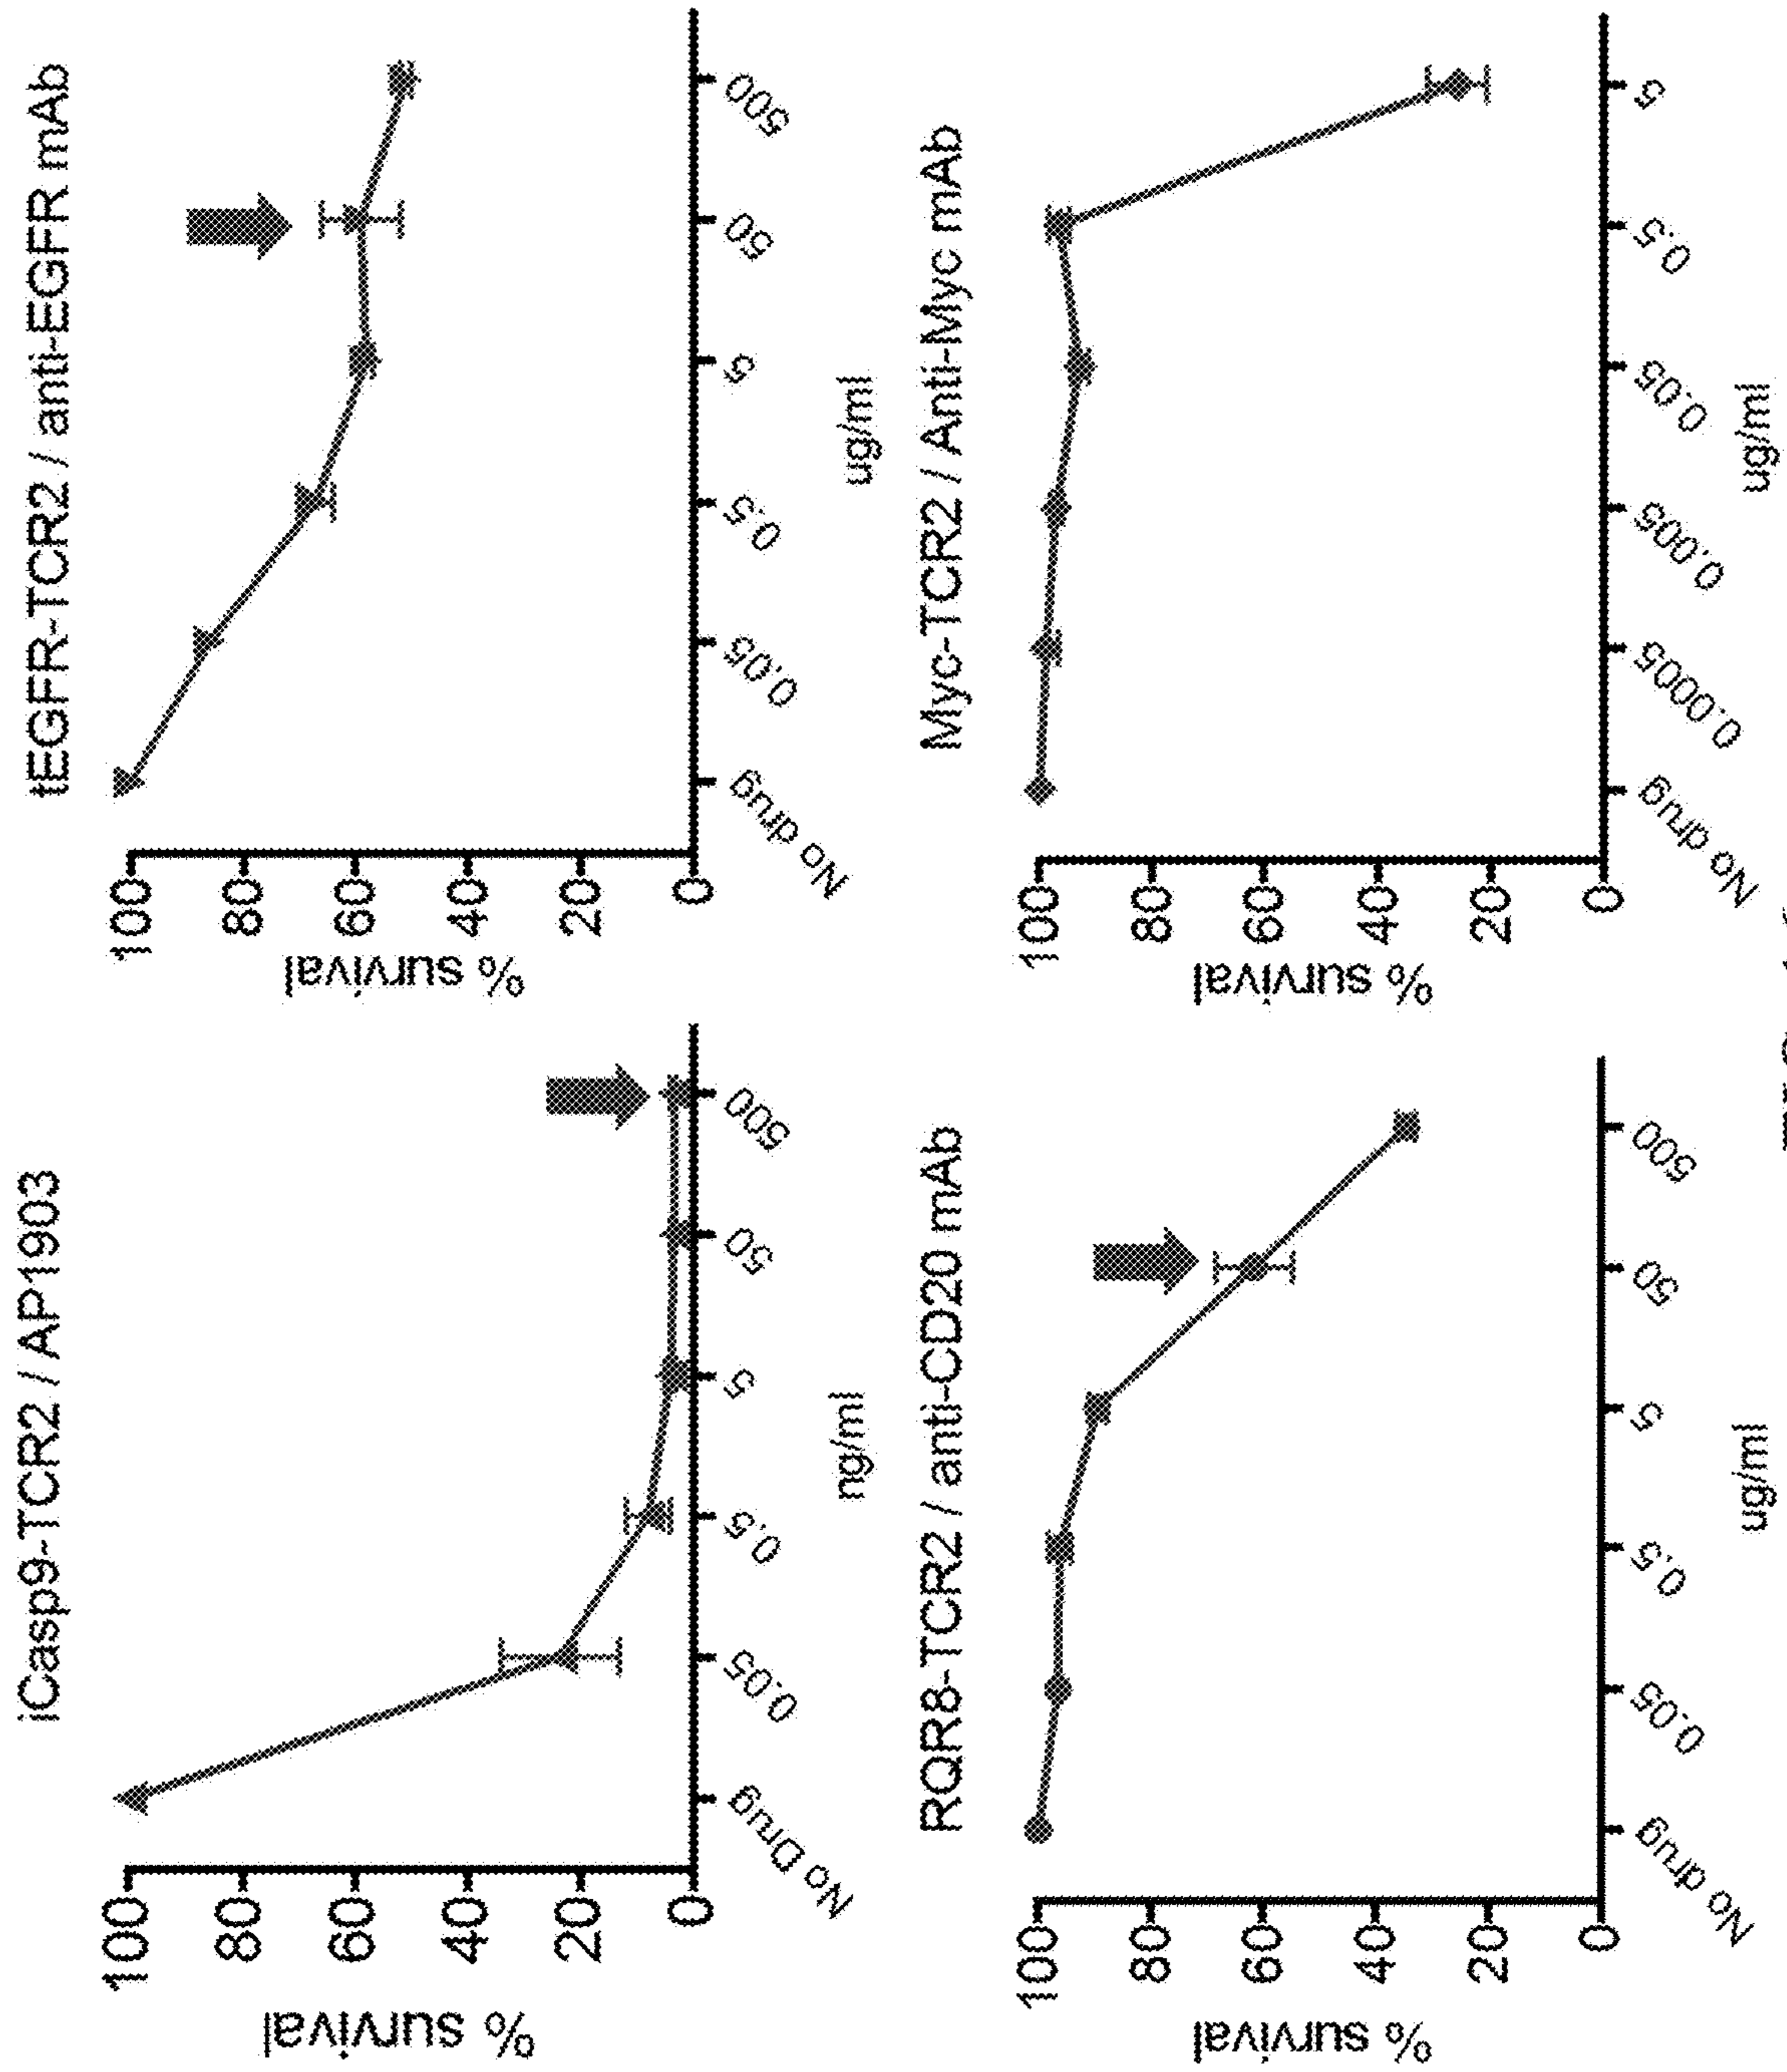 iCasp9-TCR2 / AP1903
% survival
100
80
60
40
20
0
No Drug
0.05
0.5
5
50
500
ng/ml
tEGFR-TCR2 / anti-EGFR mAb
% survival
100
80
60
40
20
0
No drug
0.05
0.5
5
50
500
ug/ml
RQR8-TCR2 / anti-CD20 mAb
% survival
100
80
60
40
20
0
No drug
0.05
0.5
5
50
500
ug/ml
Myc-TCR2 / Anti-Myc mAb
% survival
100
80
60
40
20
0
No drug
0.0005
0.005
0.05
0.5
5
ug/ml